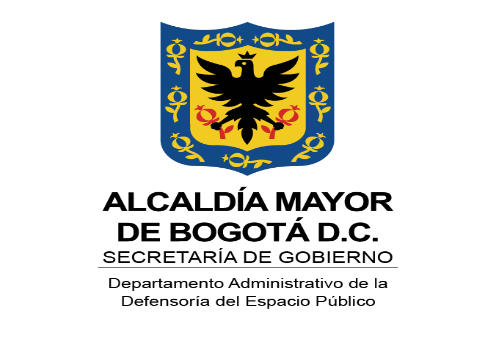 ALCALDÍA MAYOR
DE BOGOTÁ D.C.
SECRETARÍA DE GOBIERNO
Departamento Administrativo de la
Defensoría del Espacio Público